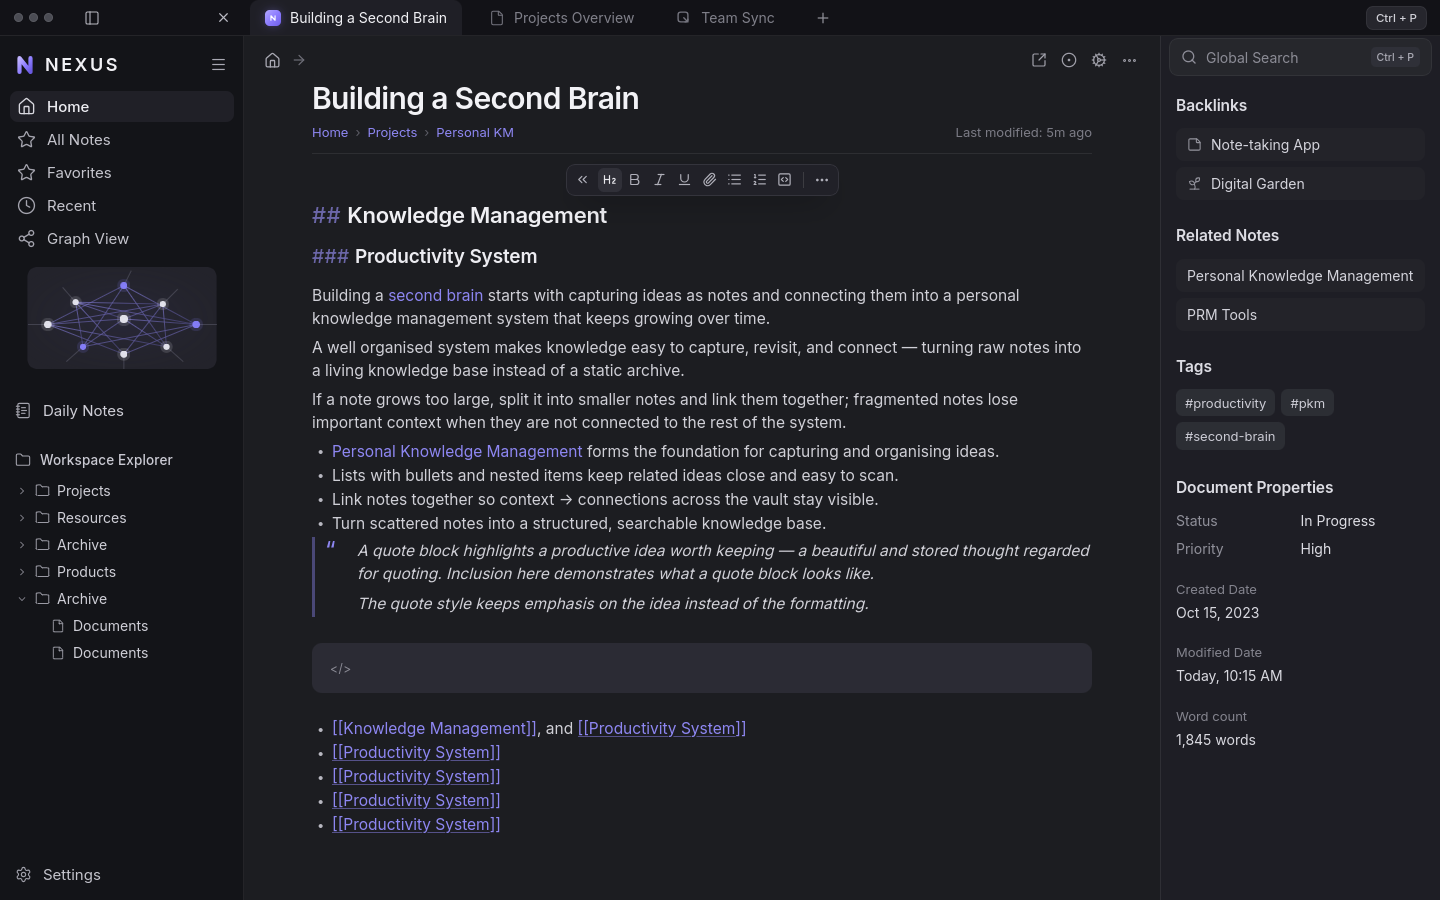 Building a Second Brain
Projects Overview
Team Sync
Ctrl + P
NEXUS
Home
All Notes
Favorites
Recent
Graph View
Daily Notes
Workspace Explorer
Projects
Resources
Archive
Products
Archive
Documents
Documents
Settings
Building a Second Brain
Home › Projects › Personal KM
Last modified: 5m ago
H2 B I U
## Knowledge Management
### Productivity System
Building a second brain starts with capturing ideas as notes and connecting them into a personal
knowledge management system that keeps growing over time.
A well organised system makes knowledge easy to capture, revisit, and connect — turning raw notes into
a living knowledge base instead of a static archive.
If a note grows too large, split it into smaller notes and link them together; fragmented notes lose
important context when they are not connected to the rest of the system.
• Personal Knowledge Management forms the foundation for capturing and organising ideas.
• Lists with bullets and nested items keep related ideas close and easy to scan.
• Link notes together so context → connections across the vault stay visible.
• Turn scattered notes into a structured, searchable knowledge base.
" A quote block highlights a productive idea worth keeping — a beautiful and stored thought regarded
for quoting. Inclusion here demonstrates what a quote block looks like.
The quote style keeps emphasis on the idea instead of the formatting.
</>
• [[Knowledge Management]], and [[Productivity System]]
• [[Productivity System]]
• [[Productivity System]]
• [[Productivity System]]
• [[Productivity System]]
Global Search
Ctrl + P
Backlinks
Note-taking App
Digital Garden
Related Notes
Personal Knowledge Management
PRM Tools
Tags
#productivity #pkm
#second-brain
Document Properties
Status In Progress
Priority High
Created Date
Oct 15, 2023
Modified Date
Today, 10:15 AM
Word count
1,845 words